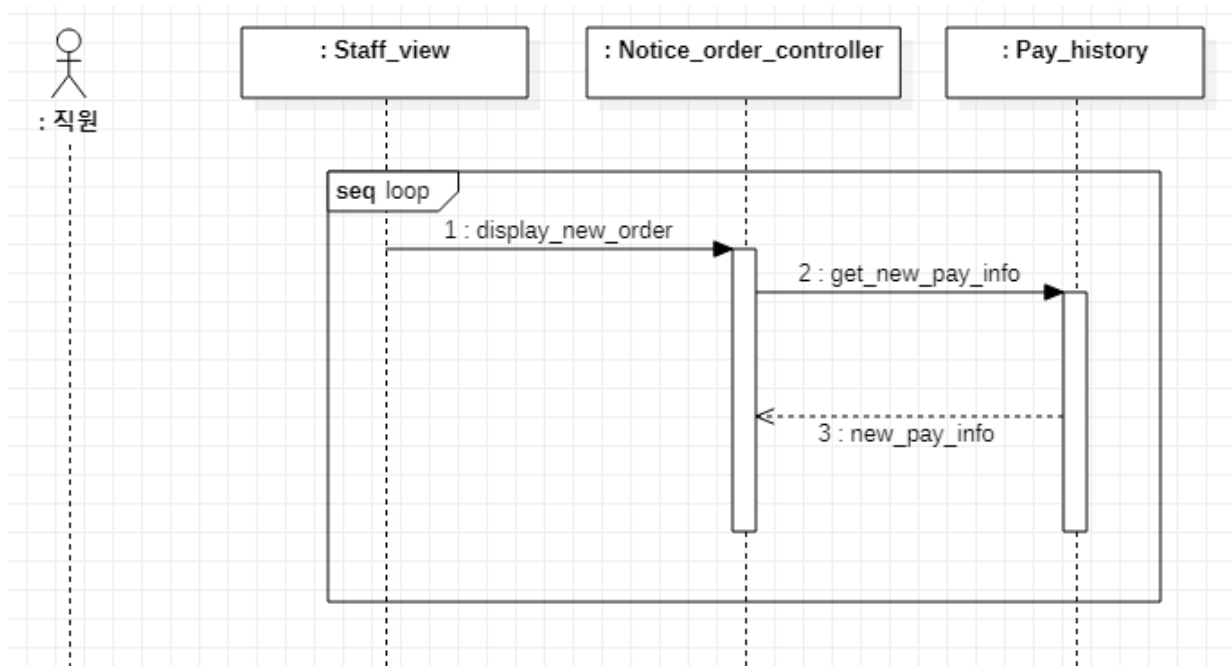 : Staff_view
: Notice_order_controller
: Pay_history
: 직원
seq loop
1 : display_new_order
2 : get_new_pay_info
3 : new_pay_info